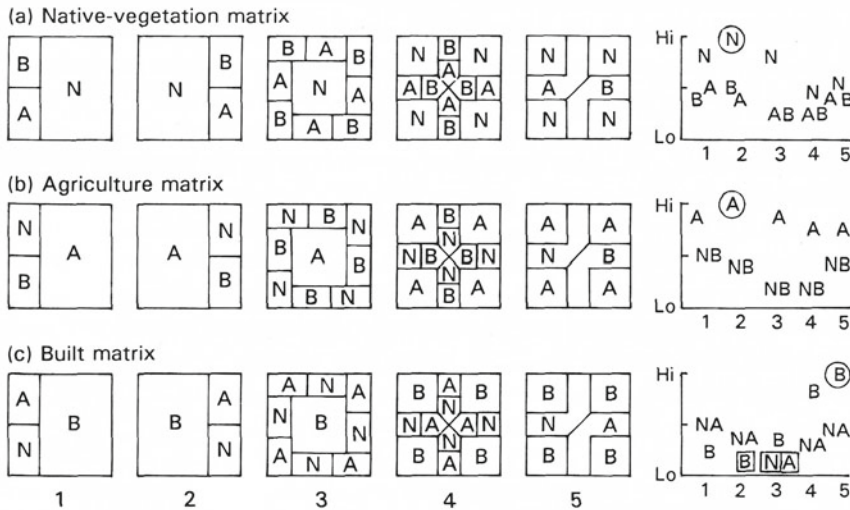 (a) Native-vegetation matrix
B
N
A
B
N
A
B A B
A N A
B A B
N B N
A
A B B A
A
N B N
N N
A B
N N
Hi
N
N N
N
A B N
B A A B
AB AB
Lo
1 2 3 4 5
(b) Agriculture matrix
N
A
B
N
A
B
N B N
B A B
N B N
A B A
N
N B B N
N
A B A
A A
N B
A A
Hi
A A A
A A
NB NB NB
NB NB
Lo
1 2 3 4 5
(c) Built matrix
A
B
N
A
B
N
A N A
N B N
A N A
B A B
N
N A A N
N
B A B
B B
N A
B B
Hi
B
B
NA NA
NA B
B NA
B NA
Lo
1 2 3 4 5
1 2 3 4 5